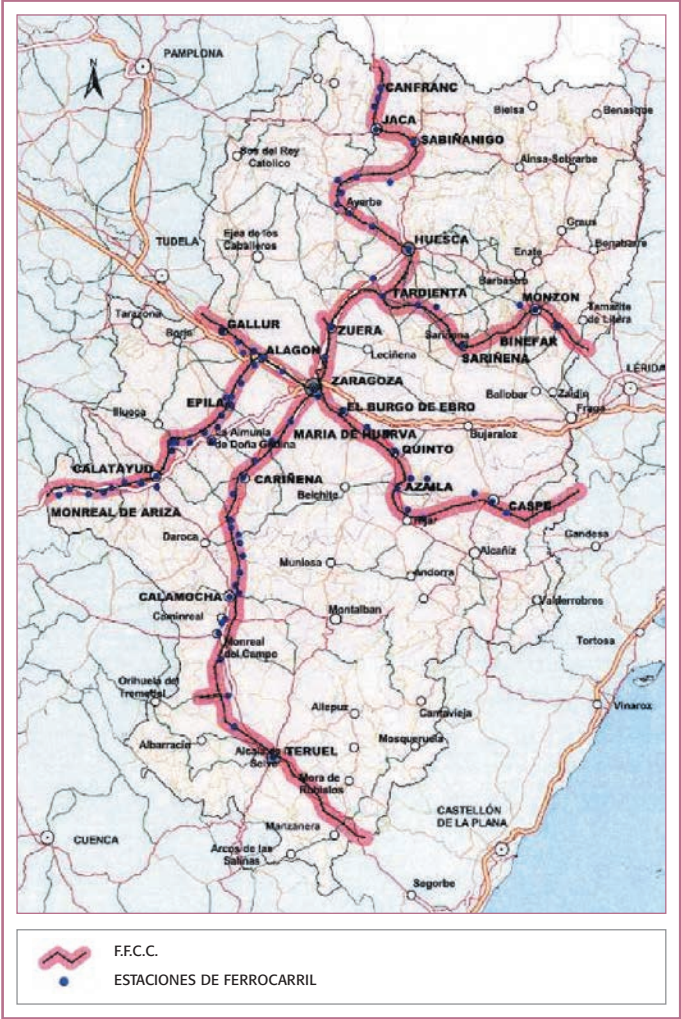 PAMPLONA
N
CANFRANC
Bielsa
Benasque
JACA
SABIÑANIGO
Sos del Rey
Catolico
Ainsa-Sobrarbe
Ayerbe
Graus
Ejea de los
Caballeros
HUESCA
Benabarre
TUDELA
Enate
Barbastro
TARDIENTA
MONZON
Tarazona
GALLUR
Tamarite
de Litera
Borja
ZUERA
Sariñena
BINEFAR
ALAGON
Leciñena
SARIÑENA
LÉRIDA
ZARAGOZA
EPILA
Ballobar
Zaidin
EL BURGO DE EBRO
Fraga
Illueca
La Almunia
de Doña Godina
MARIA DE HUERVA
Bujaraloz
QUINTO
CALATAYUD
CARIÑENA
AZAILA
Belchite
CASPE
MONREAL DE ARIZA
Hijar
Daroca
Gandesa
Alcañiz
Muniesa
Andorra
CALAMOCHA
Valderrobres
Caminreal
Montalban
Tortosa
Monreal
del Campo
Orihuela del
Tremedal
Allepuz
Cantavieja
Vinaroz
Albarracin
Mosqueruela
TERUEL
Mora de
Rubielos
CASTELLÓN
DE LA PLANA
Manzanera
CUENCA
Arcos de las
Salinas
Segorbe
F.F.C.C.
ESTACIONES DE FERROCARRIL